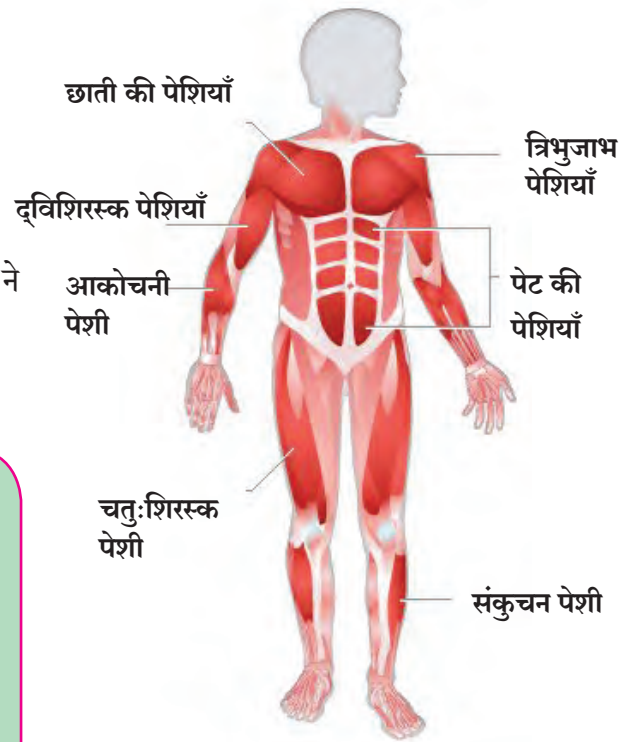 छाती की पेशियाँ
त्रिभुजाभ
पेशियाँ
द्विशिरस्क पेशियाँ
ने
आकोचनी
पेशी
पेट की
पेशियाँ
चतुःशिरस्क
पेशी
संकुचन पेशी